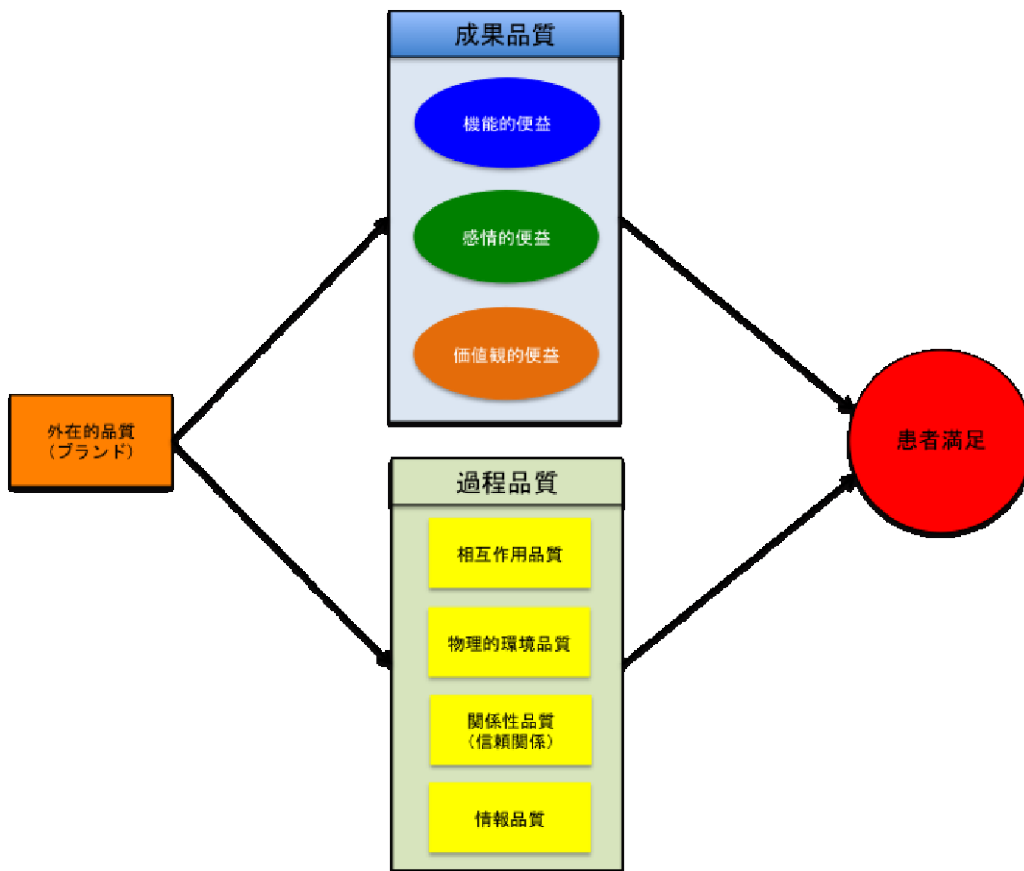 成果品質
機能的便益
感情的便益
価値観的便益
外在的品質
（ブランド）
患者満足
過程品質
相互作用品質
物理的環境品質
関係性品質
（信頼関係）
情報品質